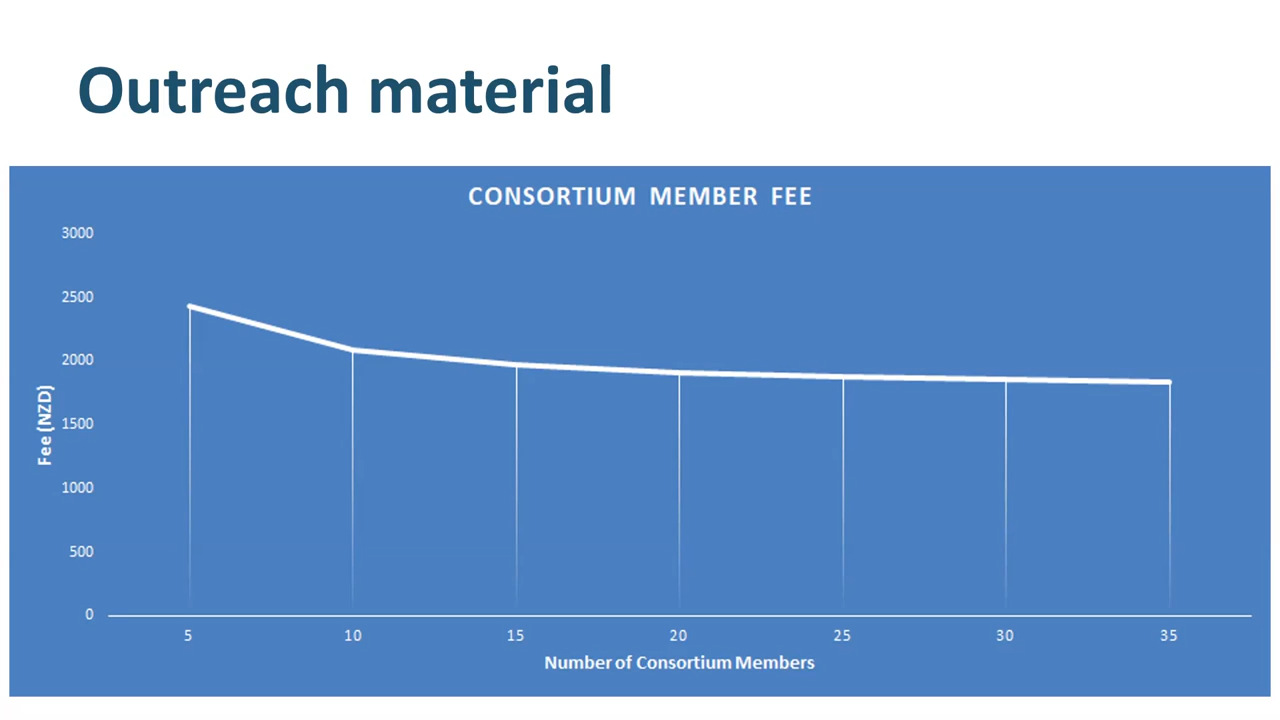 Outreach material
CONSORTIUM MEMBER FEE
3000
2500
2000
1500
1000
500
0
Fee (NZD)
5 10 15 20 25 30 35
Number of Consortium Members